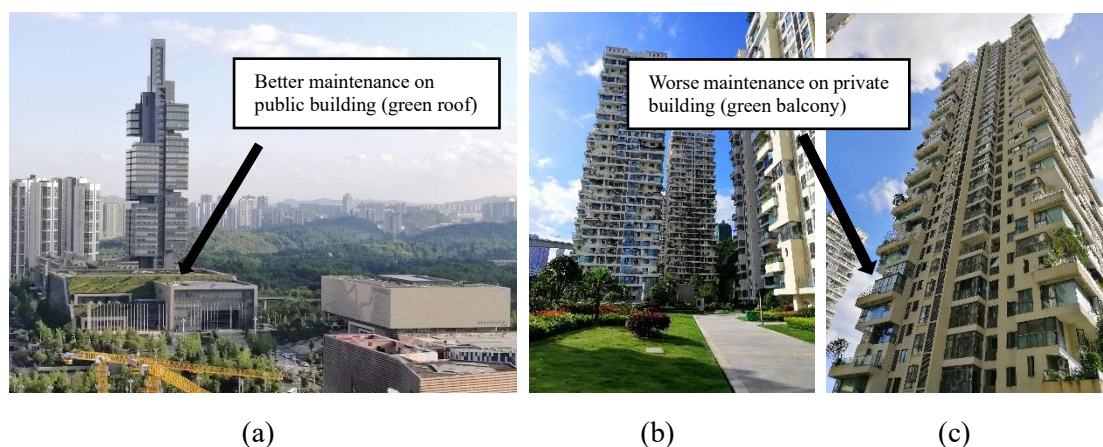 Better maintenance on
public building (green roof)
Worse maintenance on private
building (green balcony)
(a)
(b)
(c)